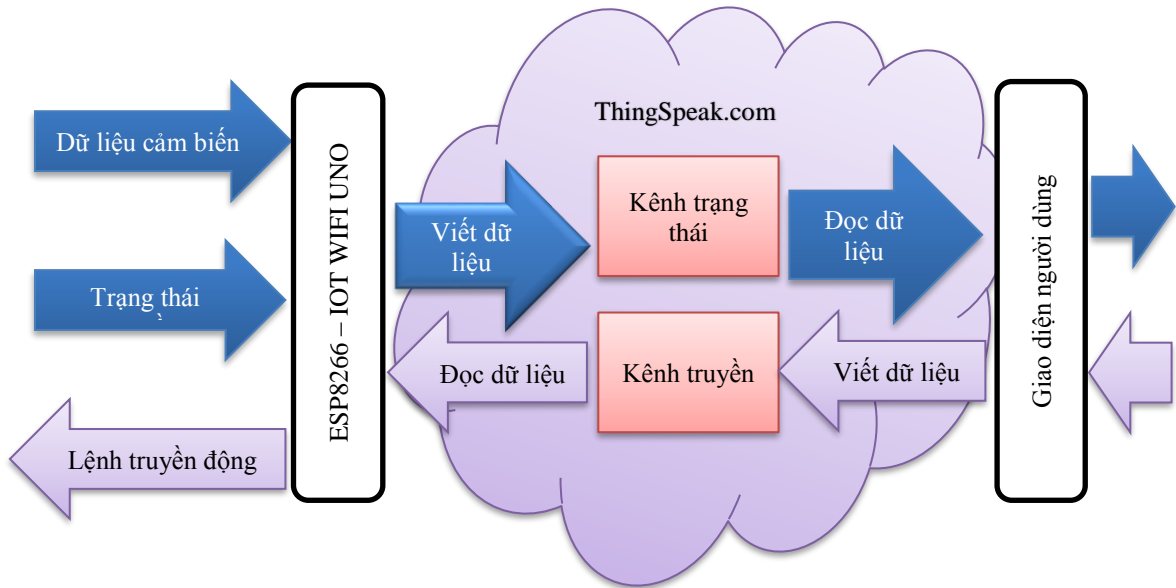 ThingSpeak.com
Dữ liệu cảm biến
Trạng thái
ESP8266 – IOT WIFI UNO
Viết dữ
liệu
Kênh trạng
thái
Đọc dữ
liệu
Giao diện người dùng
Đọc dữ liệu
Kênh truyền
Viết dữ liệu
Lệnh truyền động